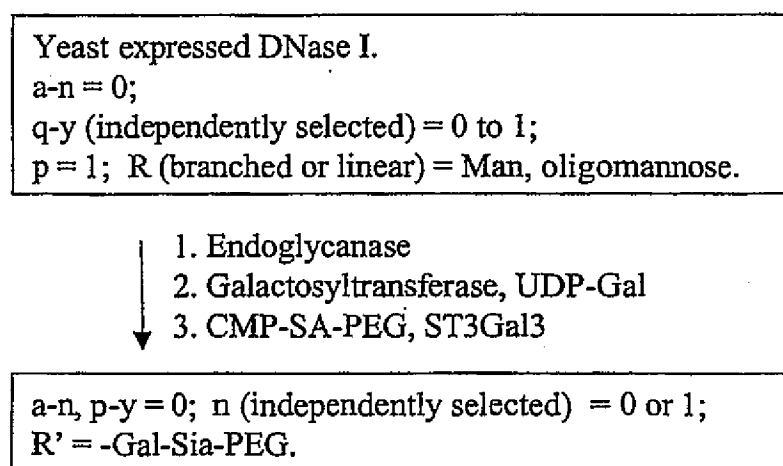 Yeast expressed DNase I.
a-n = 0;
q-y (independently selected) = 0 to 1;
p = 1; R (branched or linear) = Man, oligomannose.
1. Endoglycanase
2. Galactosyltransferase, UDP-Gal
3. CMP-SA-PEG, ST3Gal3
a-n, p-y = 0; n (independently selected) = 0 or 1;
R' = -Gal-Sia-PEG.